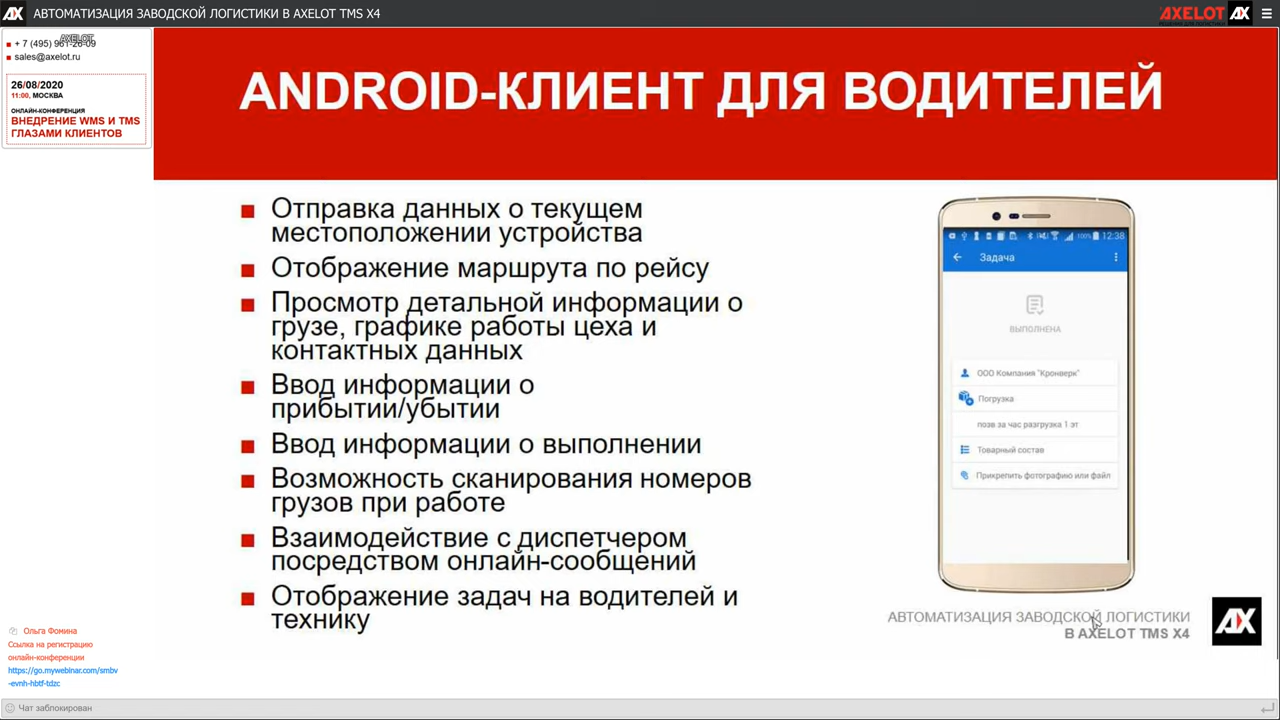 АВТОМАТИЗАЦИЯ ЗАВОДСКОЙ ЛОГИСТИКИ В AXELOT TMS X4
AXELOT
AXELOT
+ 7 (495) 961-26-09
sales@axelot.ru
26/08/2020
11:00, МОСКВА
ОНЛАЙН-КОНФЕРЕНЦИЯ
ВНЕДРЕНИЕ WMS И TMS
ГЛАЗАМИ КЛИЕНТОВ
ANDROID-КЛИЕНТ ДЛЯ ВОДИТЕЛЕЙ
Отправка данных о текущем
местоположении устройства
Отображение маршрута по рейсу
Просмотр детальной информации о
грузе, графике работы цеха и
контактных данных
Ввод информации о
прибытии/убытии
Ввод информации о выполнении
Возможность сканирования номеров
грузов при работе
Взаимодействие с диспетчером
посредством онлайн-сообщений
Отображение задач на водителей и
технику
100% 12:38
Задача
ВЫПОЛНЕНА
ООО Компания "Кронверк"
Погрузка
позв за час разгрузка 1 эт
Товарный состав
Прикрепить фотографию или файл
АВТОМАТИЗАЦИЯ ЗАВОДСКОЙ ЛОГИСТИКИ
В AXELOT TMS X4
AX
Ольга Фомина
Ссылка на регистрацию
онлайн-конференции
https://go.mywebinar.com/smbv
-evnh-hbtf-tdzc
Чат заблокирован